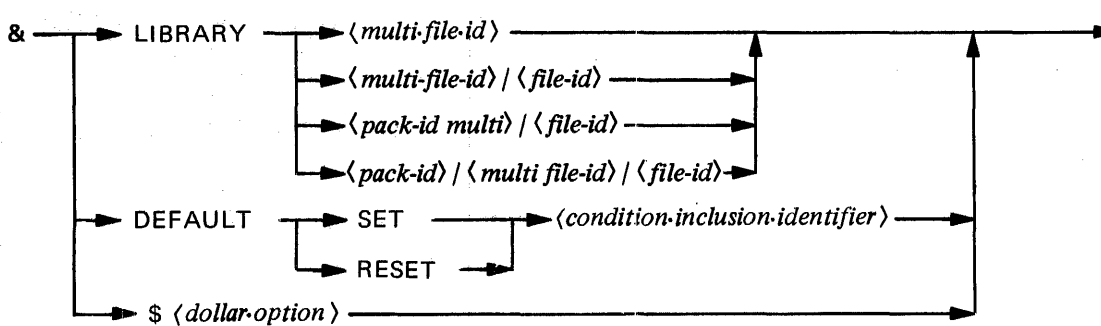 & LIBRARY ⟨multi·file·id⟩
⟨multi-file-id⟩ / ⟨file-id⟩
⟨pack-id multi⟩ / ⟨file-id⟩
⟨pack-id⟩ / ⟨multi file-id⟩ / ⟨file-id⟩
DEFAULT SET ⟨condition·inclusion·identifier⟩
RESET
$ ⟨dollar·option⟩